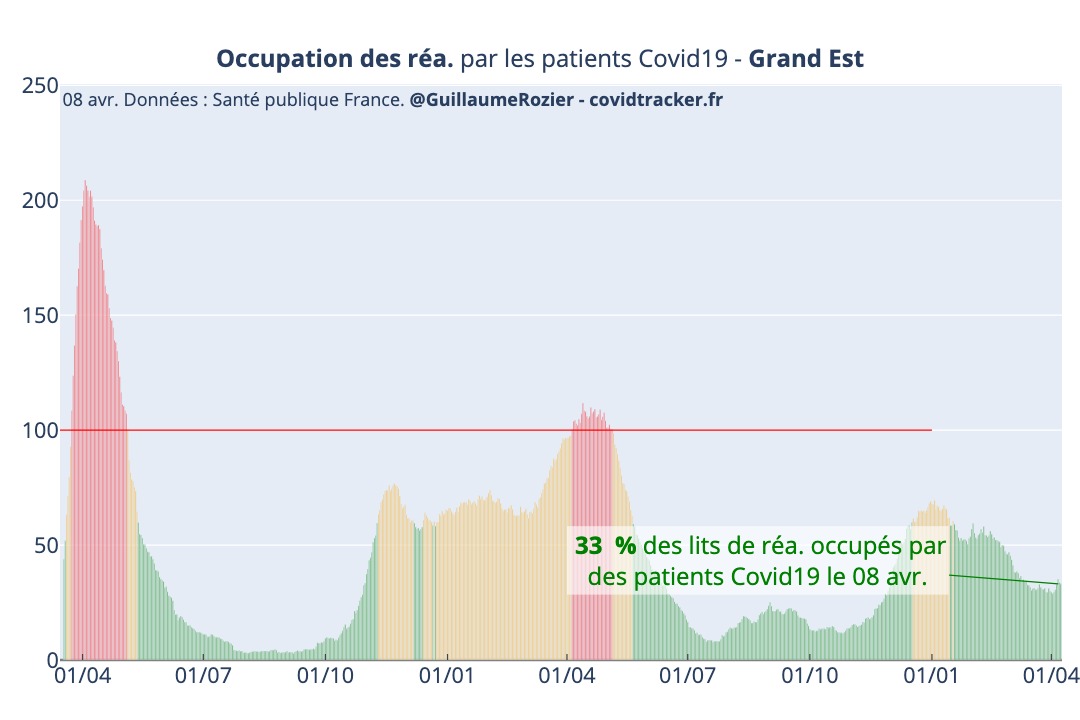 Occupation des réa. par les patients Covid19 - Grand Est
250
08 avr. Données : Santé publique France. @GuillaumeRozier - covidtracker.fr
200
150
100
50
33 % des lits de réa. occupés par
des patients Covid19 le 08 avr.
0
01/04 01/07 01/10 01/01 01/04 01/07 01/10 01/01 01/04